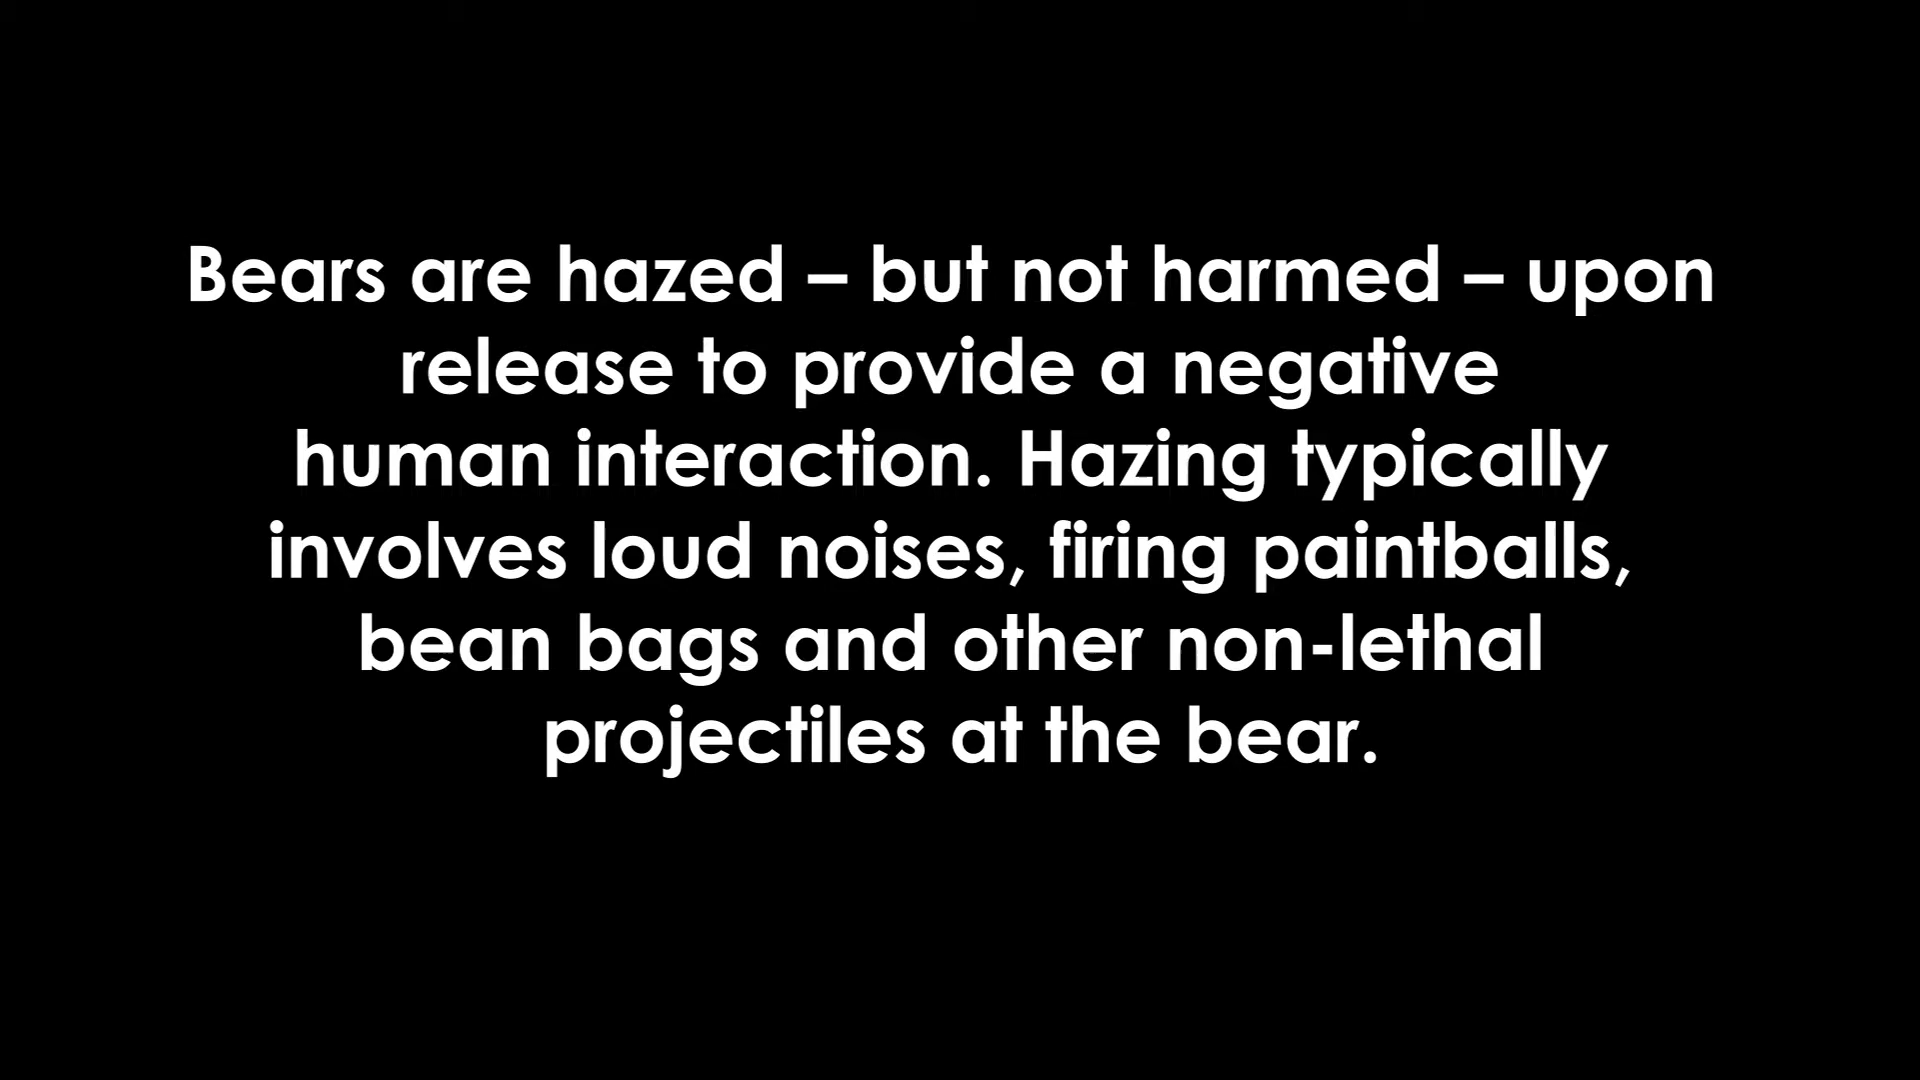 Bears are hazed – but not harmed – upon
release to provide a negative
human interaction. Hazing typically
involves loud noises, firing paintballs,
bean bags and other non-lethal
projectiles at the bear.